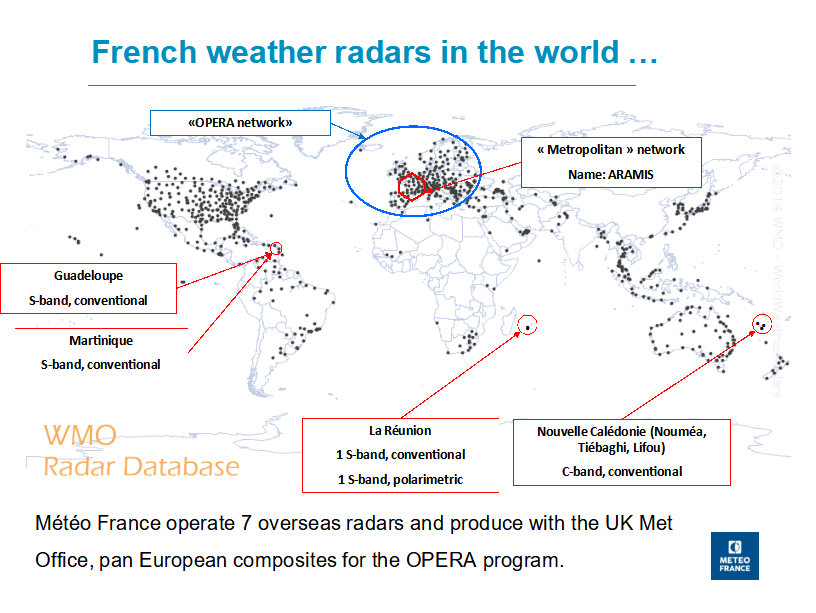 French weather radars in the world …
«OPERA network»
« Metropolitan » network
Name: ARAMIS
Guadeloupe
S-band, conventional
Martinique
S-band, conventional
La Réunion
1 S-band, conventional
1 S-band, polarimetric
Nouvelle Calédonie (Nouméa,
Tiébaghi, Lifou)
C-band, conventional
WMO
Radar Database
Météo France operate 7 overseas radars and produce with the UK Met
Office, pan European composites for the OPERA program.
METEO
FRANCE